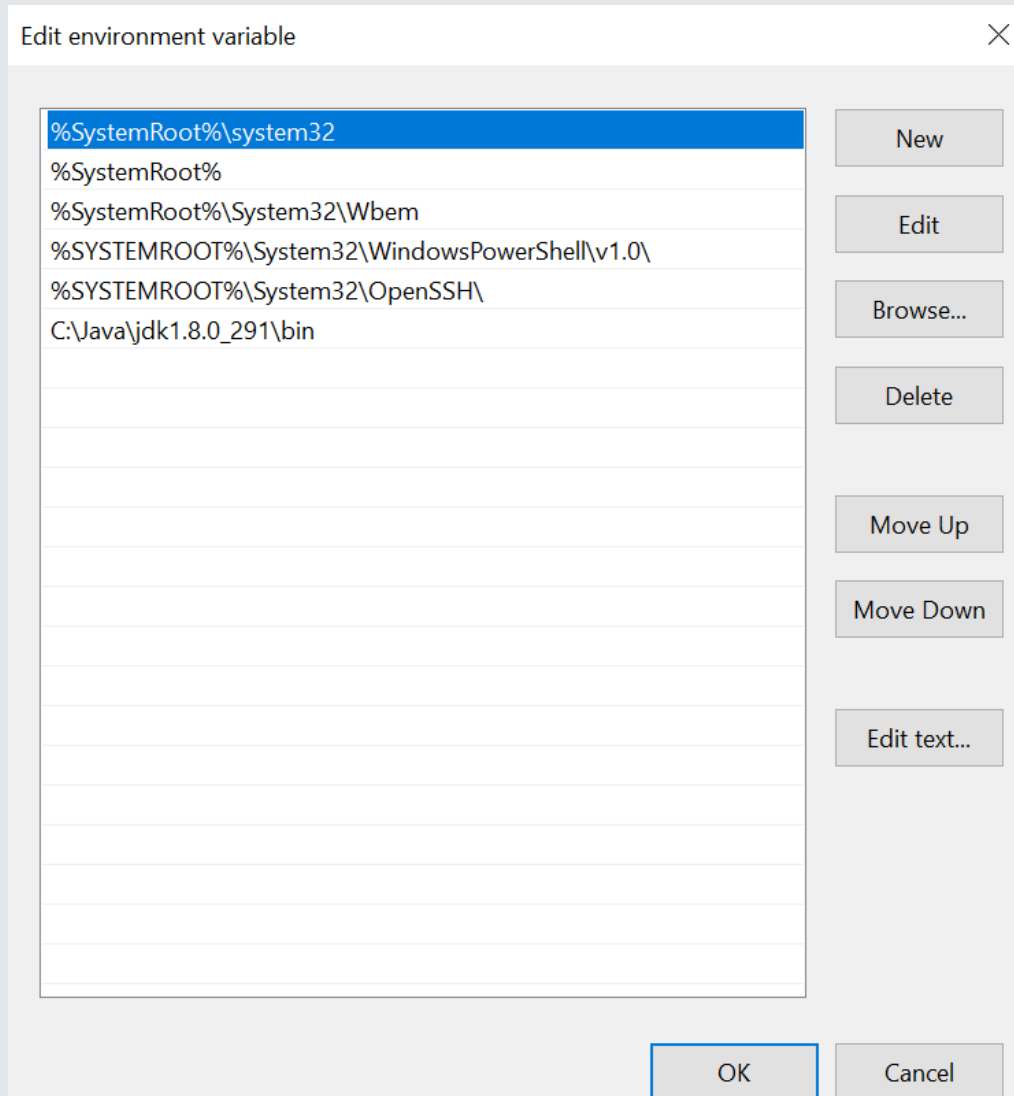 Edit environment variable
%SystemRoot%\system32
%SystemRoot%
%SystemRoot%\System32\Wbem
%SYSTEMROOT%\System32\WindowsPowerShell\v1.0\
%SYSTEMROOT%\System32\OpenSSH\
C:\Java\jdk1.8.0_291\bin
New
Edit
Browse...
Delete
Move Up
Move Down
Edit text...
OK
Cancel